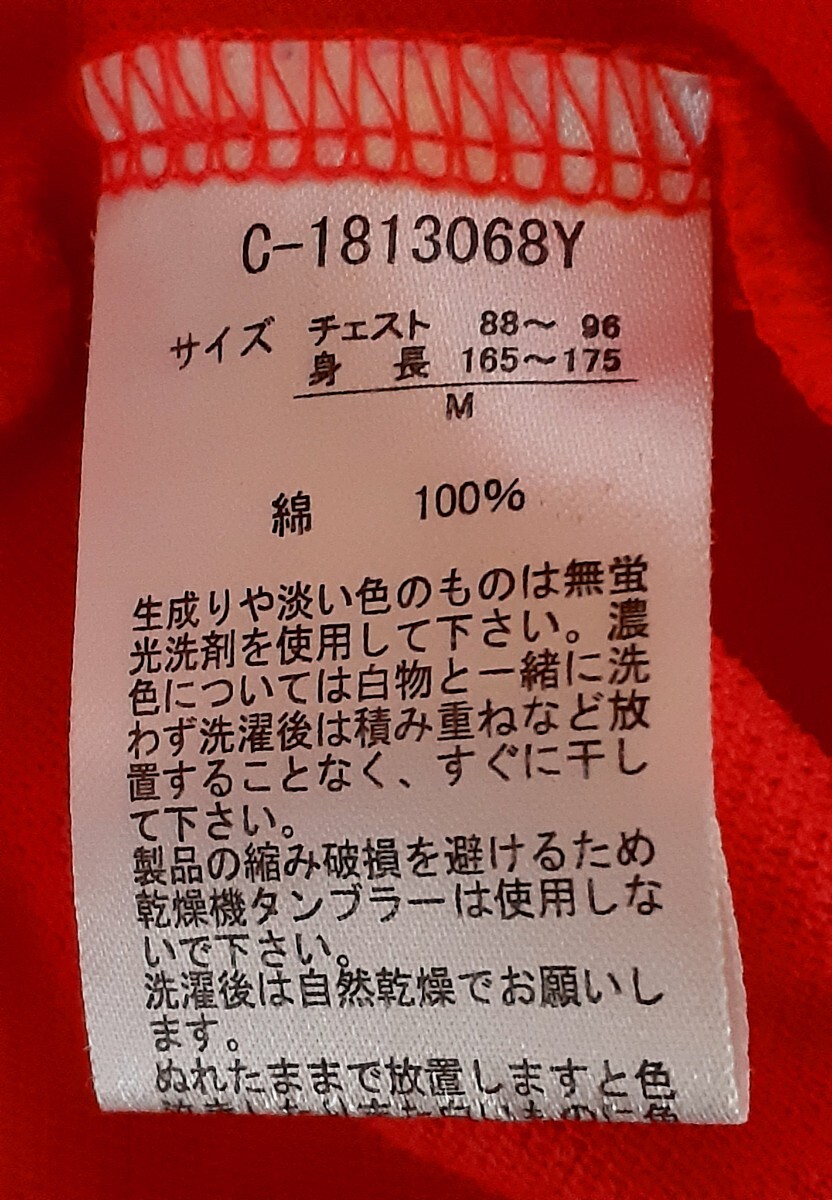 C-1813068Y
サイズ チェスト 88～ 96
身 長 165～175
M
綿 100%
生成りや淡い色のものは無蛍
光洗剤を使用して下さい。濃
色については白物と一緒に洗
わず洗濯後は積み重ねなど放
置することなく、すぐに干し
て下さい。
製品の縮み破損を避けるため
乾燥機タンブラーは使用しな
いで下さい。
洗濯後は自然乾燥でお願いし
ます。
ぬれたままで放置しますと色